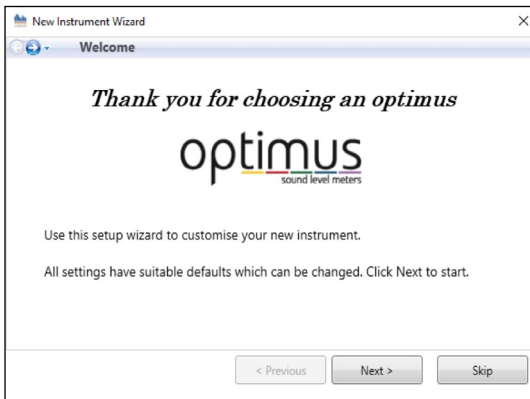 New Instrument Wizard
Welcome
Thank you for choosing an optimus
optimus
sound level meters
Use this setup wizard to customise your new instrument.
All settings have suitable defaults which can be changed. Click Next to start.
< Previous Next > Skip